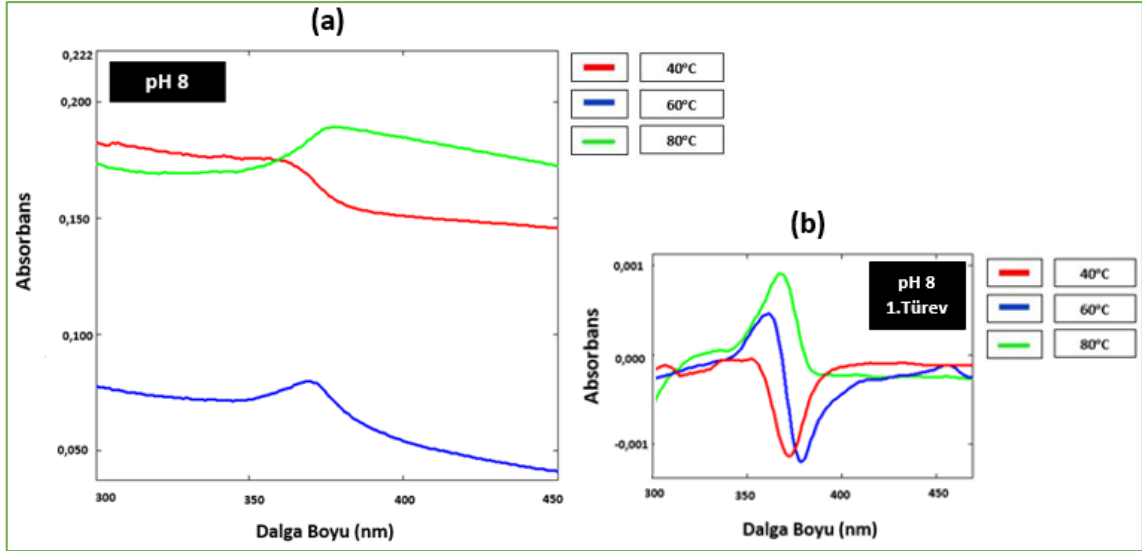 (a)
0,222
0,200
0,150
0,100
0,050
300
350
400
450
Absorbans
Dalga Boyu (nm)
pH 8
40°C
60°C
80°C
(b)
0,001
0,000
-0,001
300
350
400
450
Absorbans
Dalga Boyu (nm)
pH 8
1.Türev
40°C
60°C
80°C